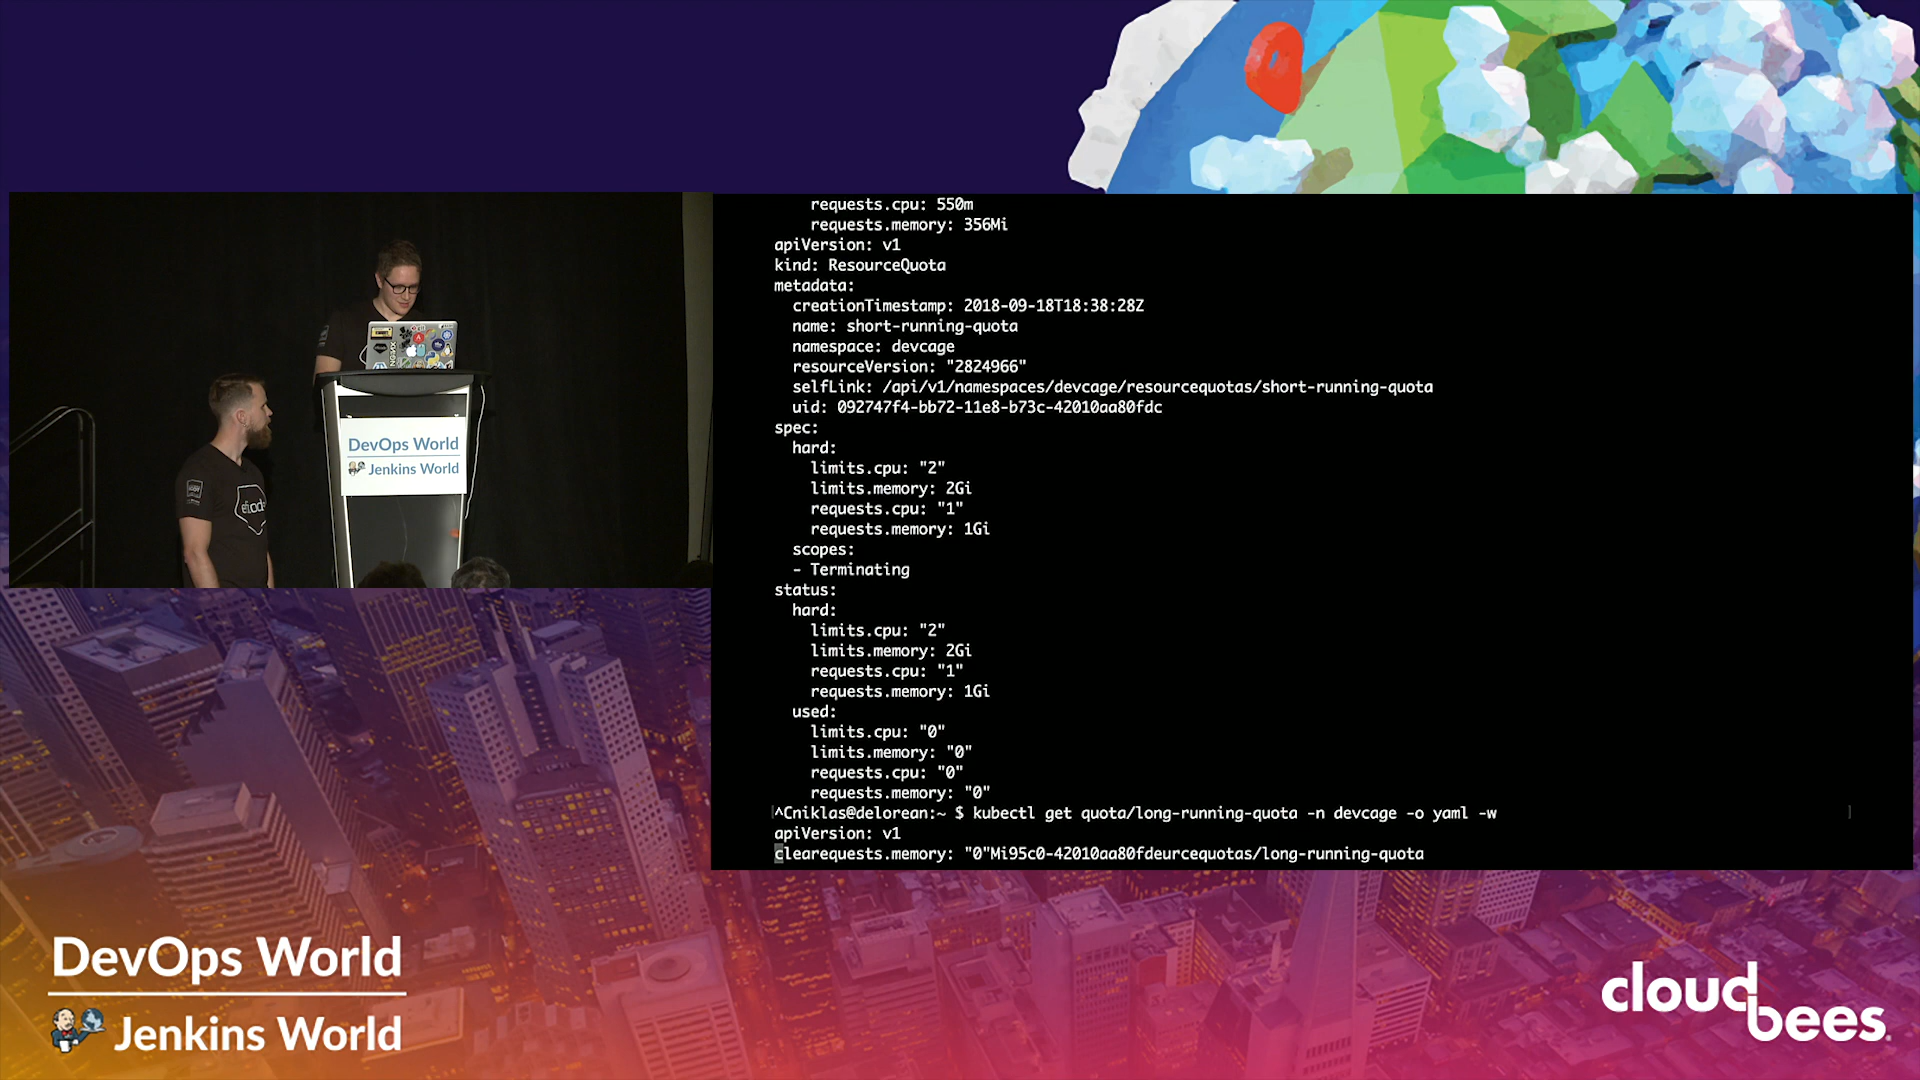 requests.cpu: 550m
requests.memory: 356Mi
apiVersion: v1
kind: ResourceQuota
metadata:
creationTimestamp: 2018-09-18T18:38:28Z
name: short-running-quota
namespace: devcage
resourceVersion: "2824966"
selfLink: /api/v1/namespaces/devcage/resourcequotas/short-running-quota
uid: 092747f4-bb72-11e8-b73c-42010aa80fdc
spec:
hard:
limits.cpu: "2"
limits.memory: 2Gi
requests.cpu: "1"
requests.memory: 1Gi
scopes:
- Terminating
status:
hard:
limits.cpu: "2"
limits.memory: 2Gi
requests.cpu: "1"
requests.memory: 1Gi
used:
limits.cpu: "0"
limits.memory: "0"
requests.cpu: "0"
requests.memory: "0"
^Cniklas@delorean:~ $ kubectl get quota/long-running-quota -n devcage -o yaml -w
apiVersion: v1
clearequests.memory: "0"Mi95c0-42010aa80fdeurcequotas/long-running-quota
DevOps World
Jenkins World
NGINX
DevOps World
Jenkins World
cloudbees